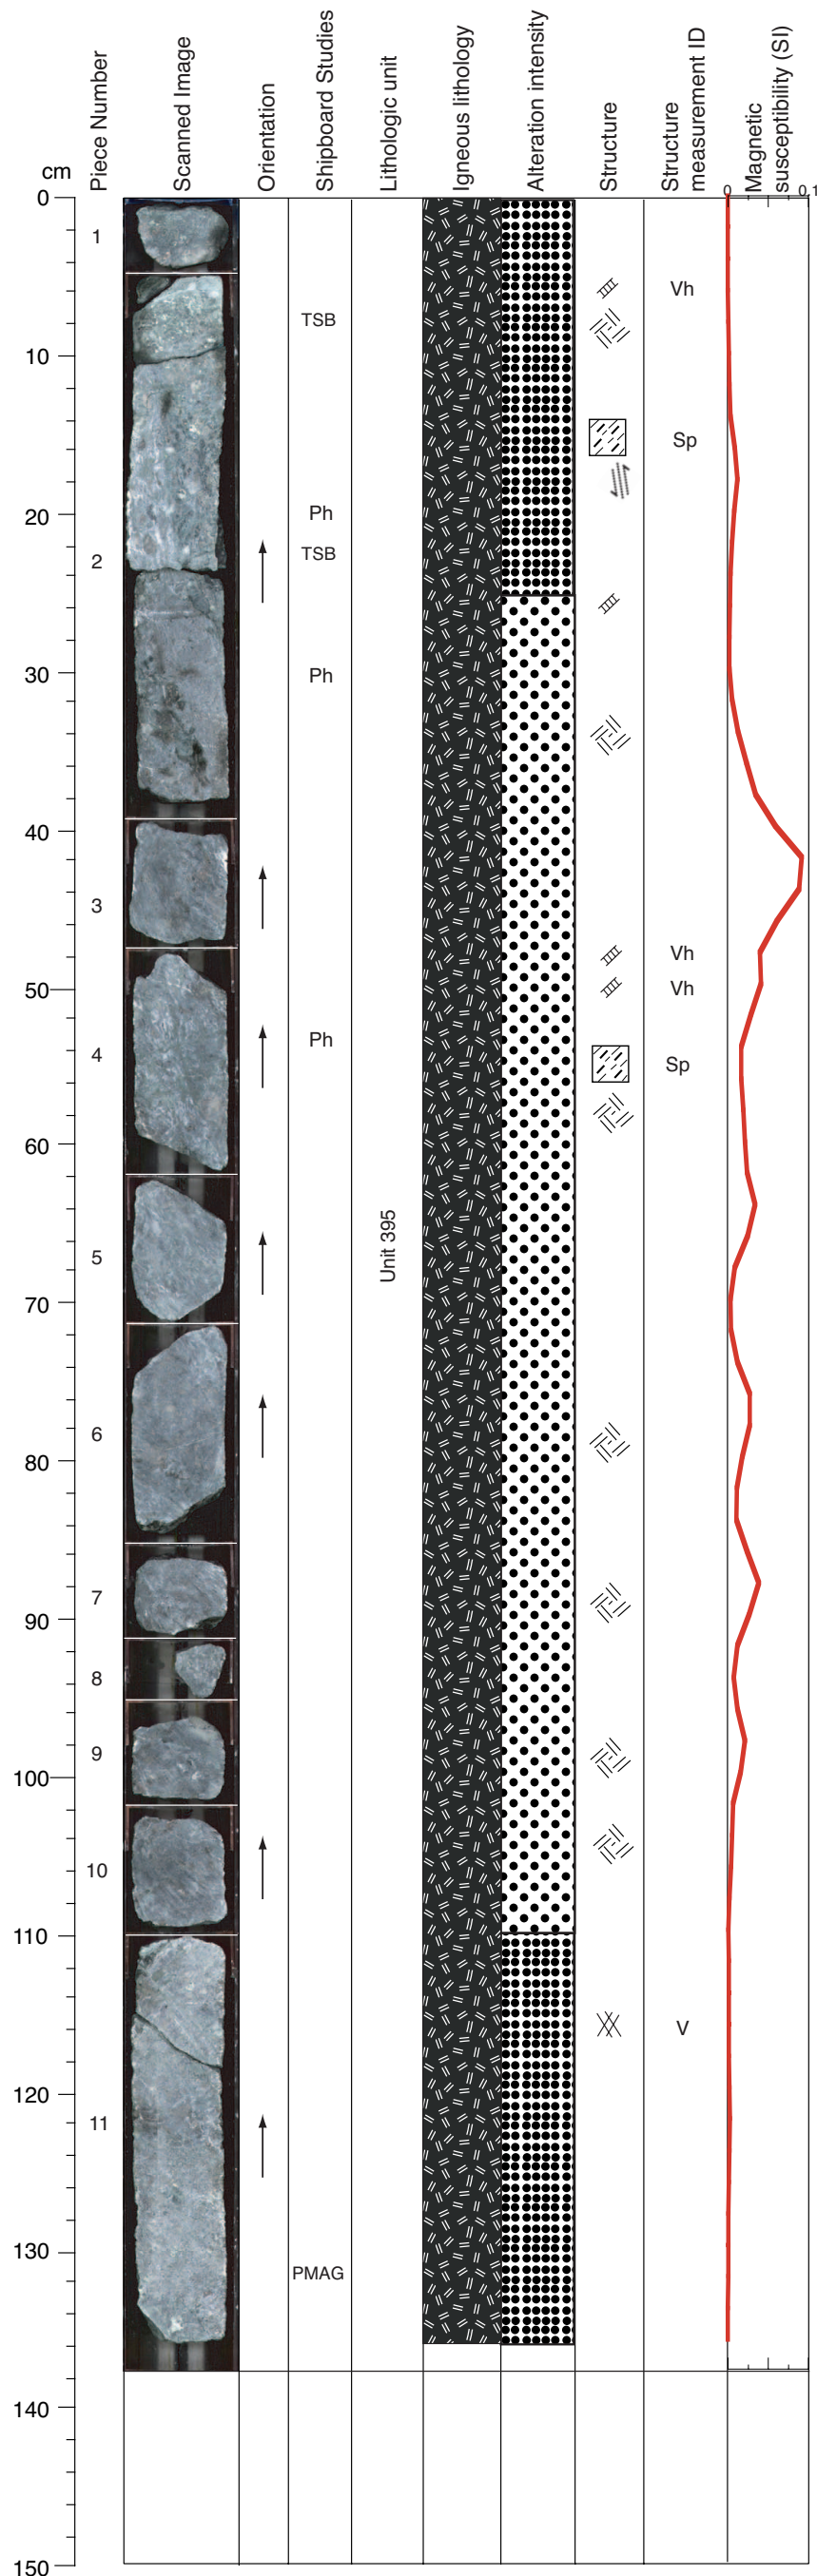 cm
Piece Number
Scanned Image
Orientation
Shipboard Studies
Lithologic unit
Igneous lithology
Alteration intensity
Structure
Structure
measurement ID
Magnetic
susceptibility (SI)
0
0 0.1
1
Vh
TSB
10
Sp
20
Ph
TSB
2
30
Ph
40
3
Vh
50
Vh
4
Ph
Sp
60
Unit 395
5
70
6
80
7
90
8
9
100
10
110
V
120
11
130
PMAG
140
150